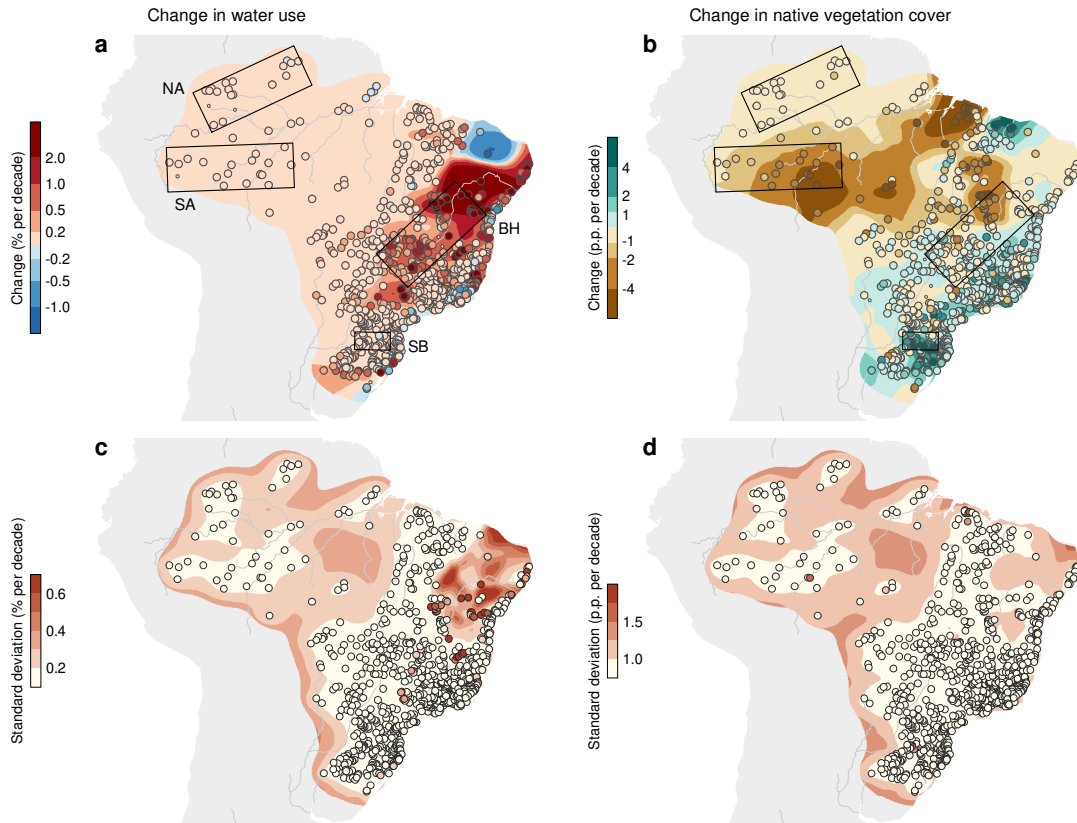 Change in water use
Change in native vegetation cover
a
b
NA
SA
BH
SB
Change (% per decade)
2.0
1.0
0.5
0.2
-0.2
-0.5
-1.0
Change (p.p. per decade)
4
2
1
-1
-2
-4
c
d
Standard deviation (% per decade)
0.6
0.4
0.2
Standard deviation (p.p. per decade)
1.5
1.0